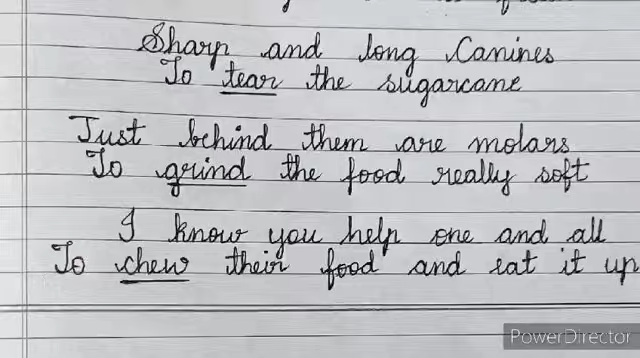 Sharp and long Canines
To tear the sugarcane
Just behind them are molars
To grind the food really soft
I know you help one and all
To chew their food and eat it up
PowerDirector